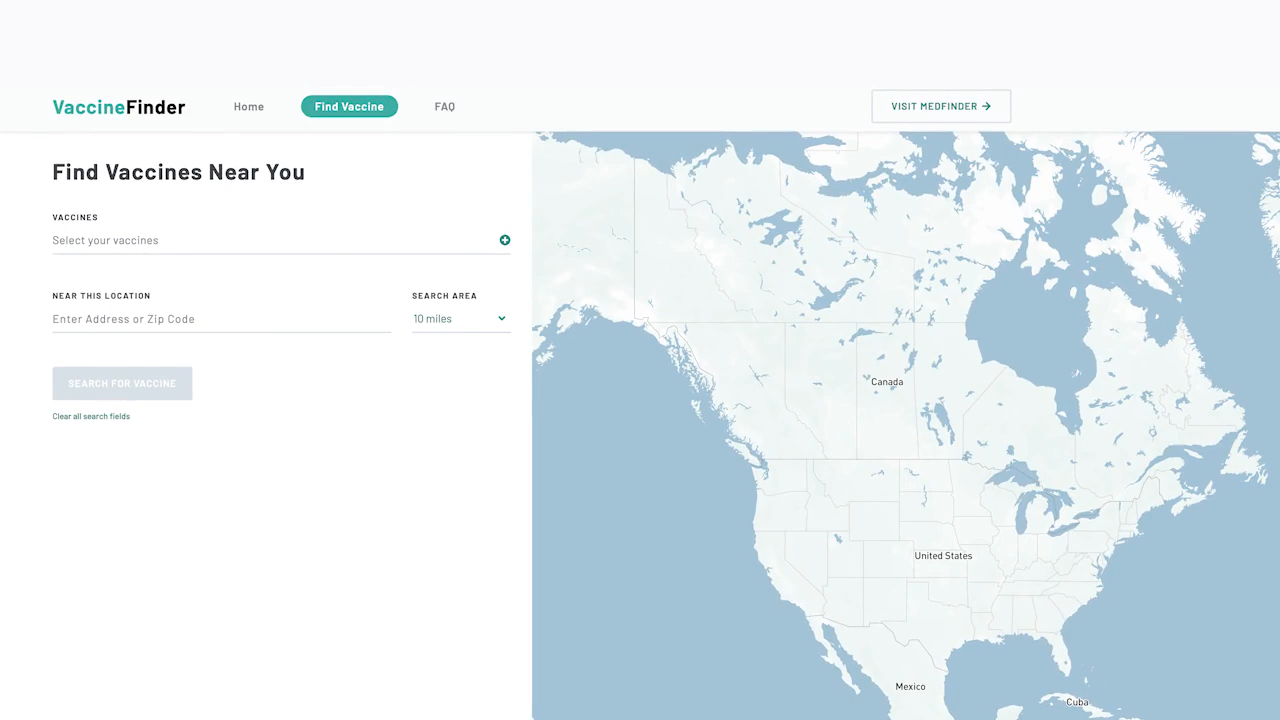 VaccineFinder Home Find Vaccine FAQ VISIT MEDFINDER →
Find Vaccines Near You
VACCINES
Select your vaccines
NEAR THIS LOCATION SEARCH AREA
Enter Address or Zip Code 10 miles
SEARCH FOR VACCINE
Clear all search fields
Canada
United States
Mexico
Cuba